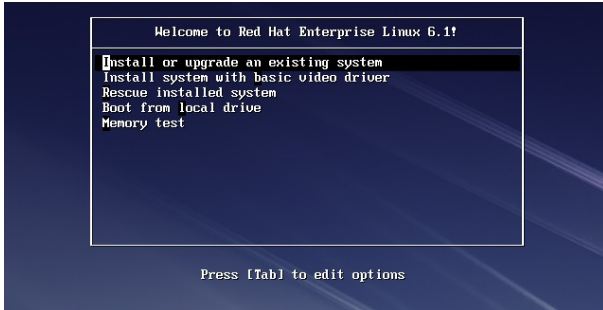 Welcome to Red Hat Enterprise Linux 6.1!
Install or upgrade an existing system
Install system with basic video driver
Rescue installed system
Boot from local drive
Memory test
Press [Tab] to edit options